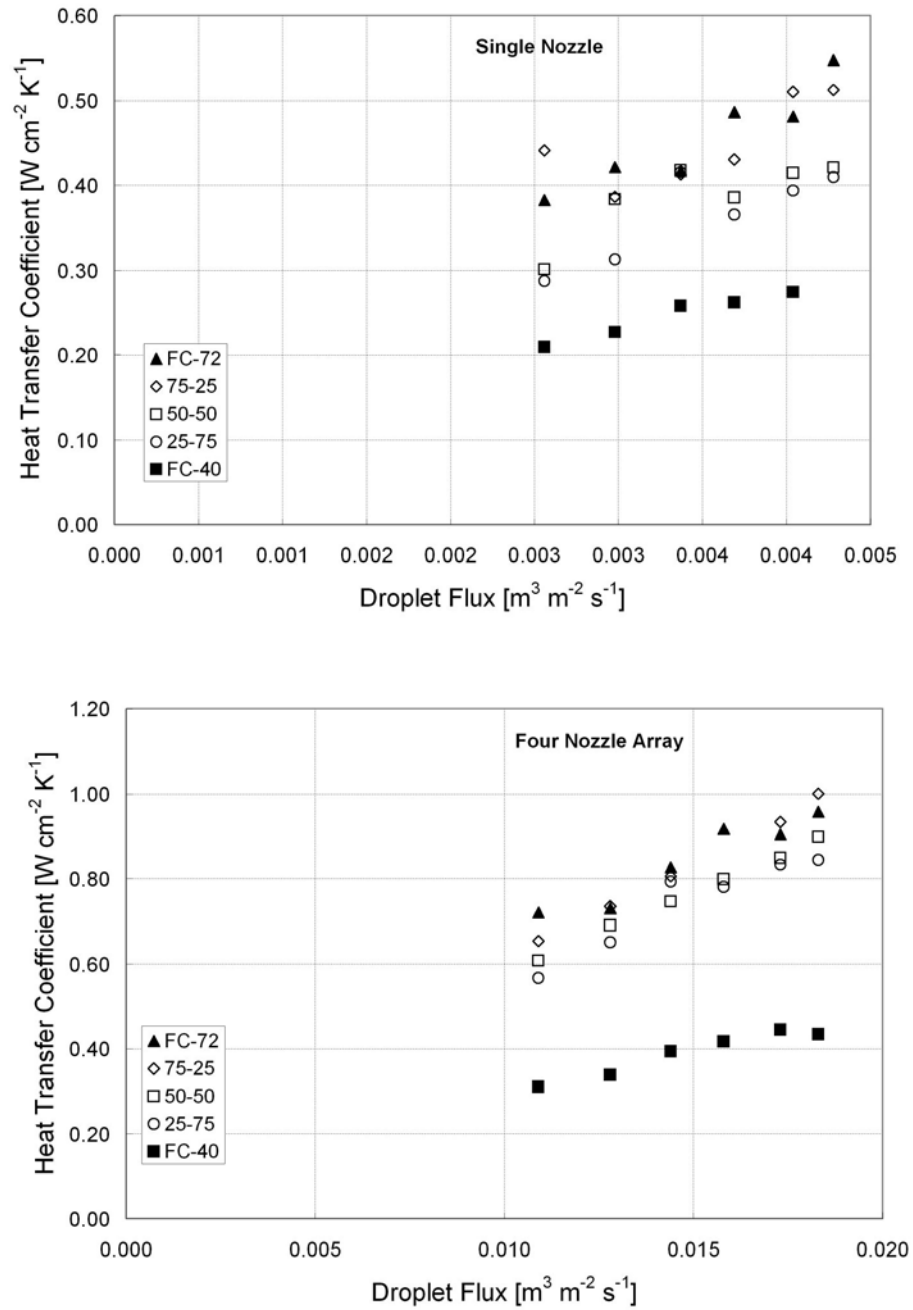 Single Nozzle
Heat Transfer Coefficient [W cm⁻² K⁻¹]
0.60
0.50
0.40
0.30
0.20
0.10
0.00
FC-72
75-25
50-50
25-75
FC-40
0.000 0.001 0.001 0.002 0.002 0.003 0.003 0.004 0.004 0.005
Droplet Flux [m³ m⁻² s⁻¹]
Four Nozzle Array
Heat Transfer Coefficient [W cm⁻² K⁻¹]
1.20
1.00
0.80
0.60
0.40
0.20
0.00
FC-72
75-25
50-50
25-75
FC-40
0.000 0.005 0.010 0.015 0.020
Droplet Flux [m³ m⁻² s⁻¹]